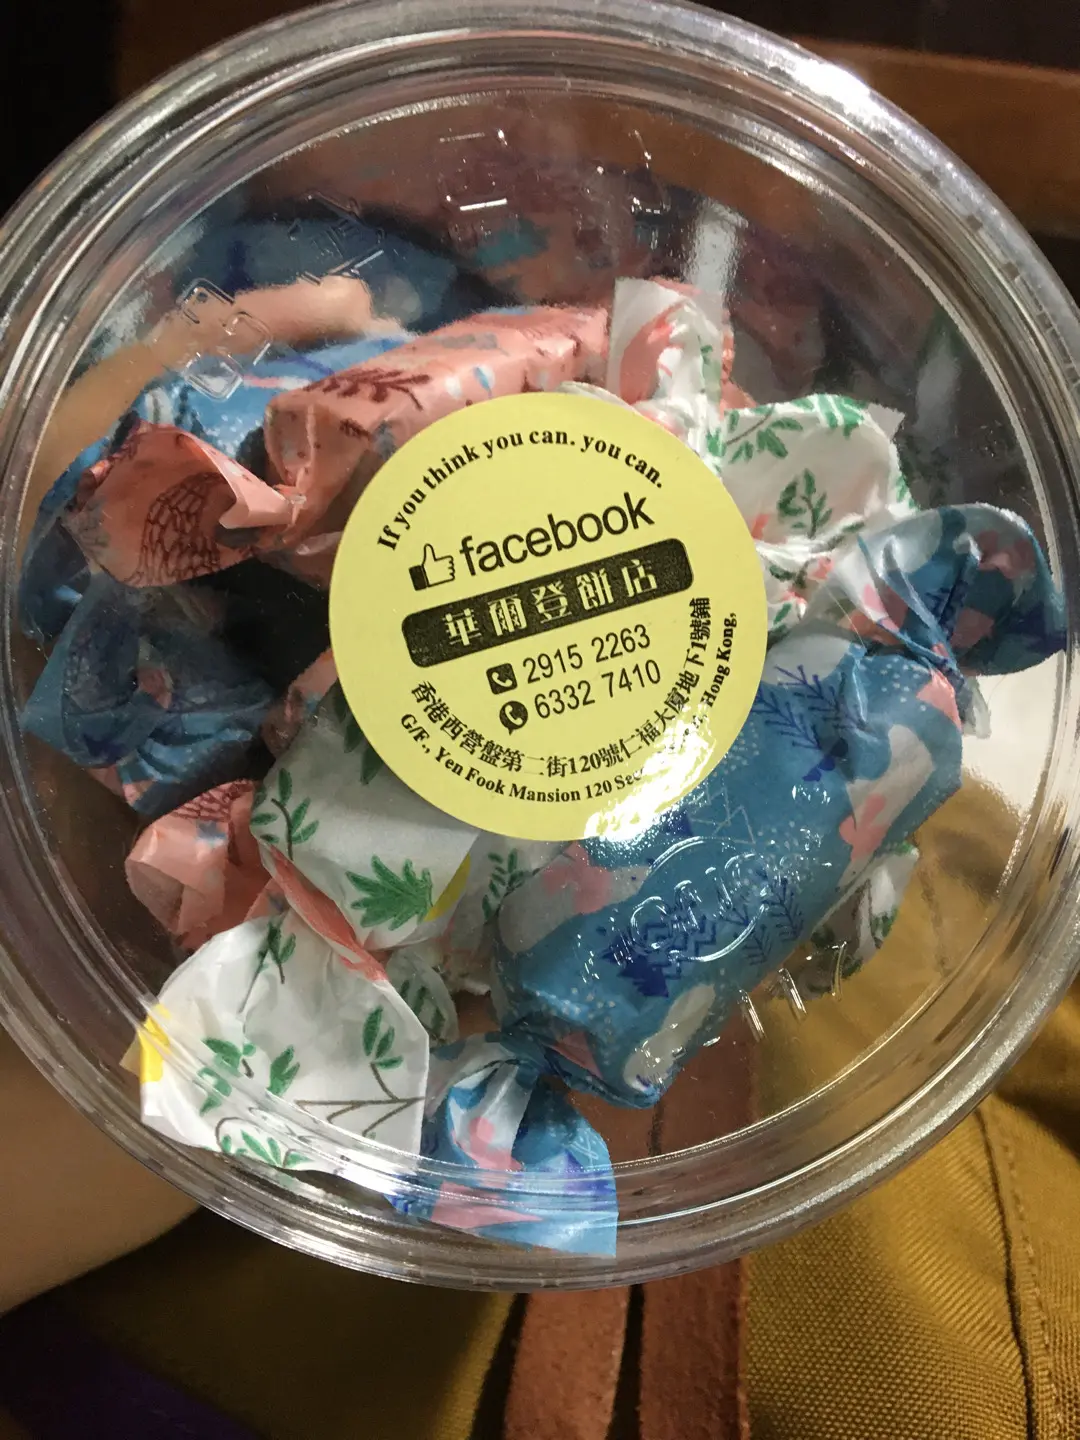 If you think you can. you can.
facebook
華爾登餅店
2915 2263
6332 7410
香港西營盤第二街120號仁福大廈地下1號舖
G/F., Yen Fook Mansion 120 Hong Kong,